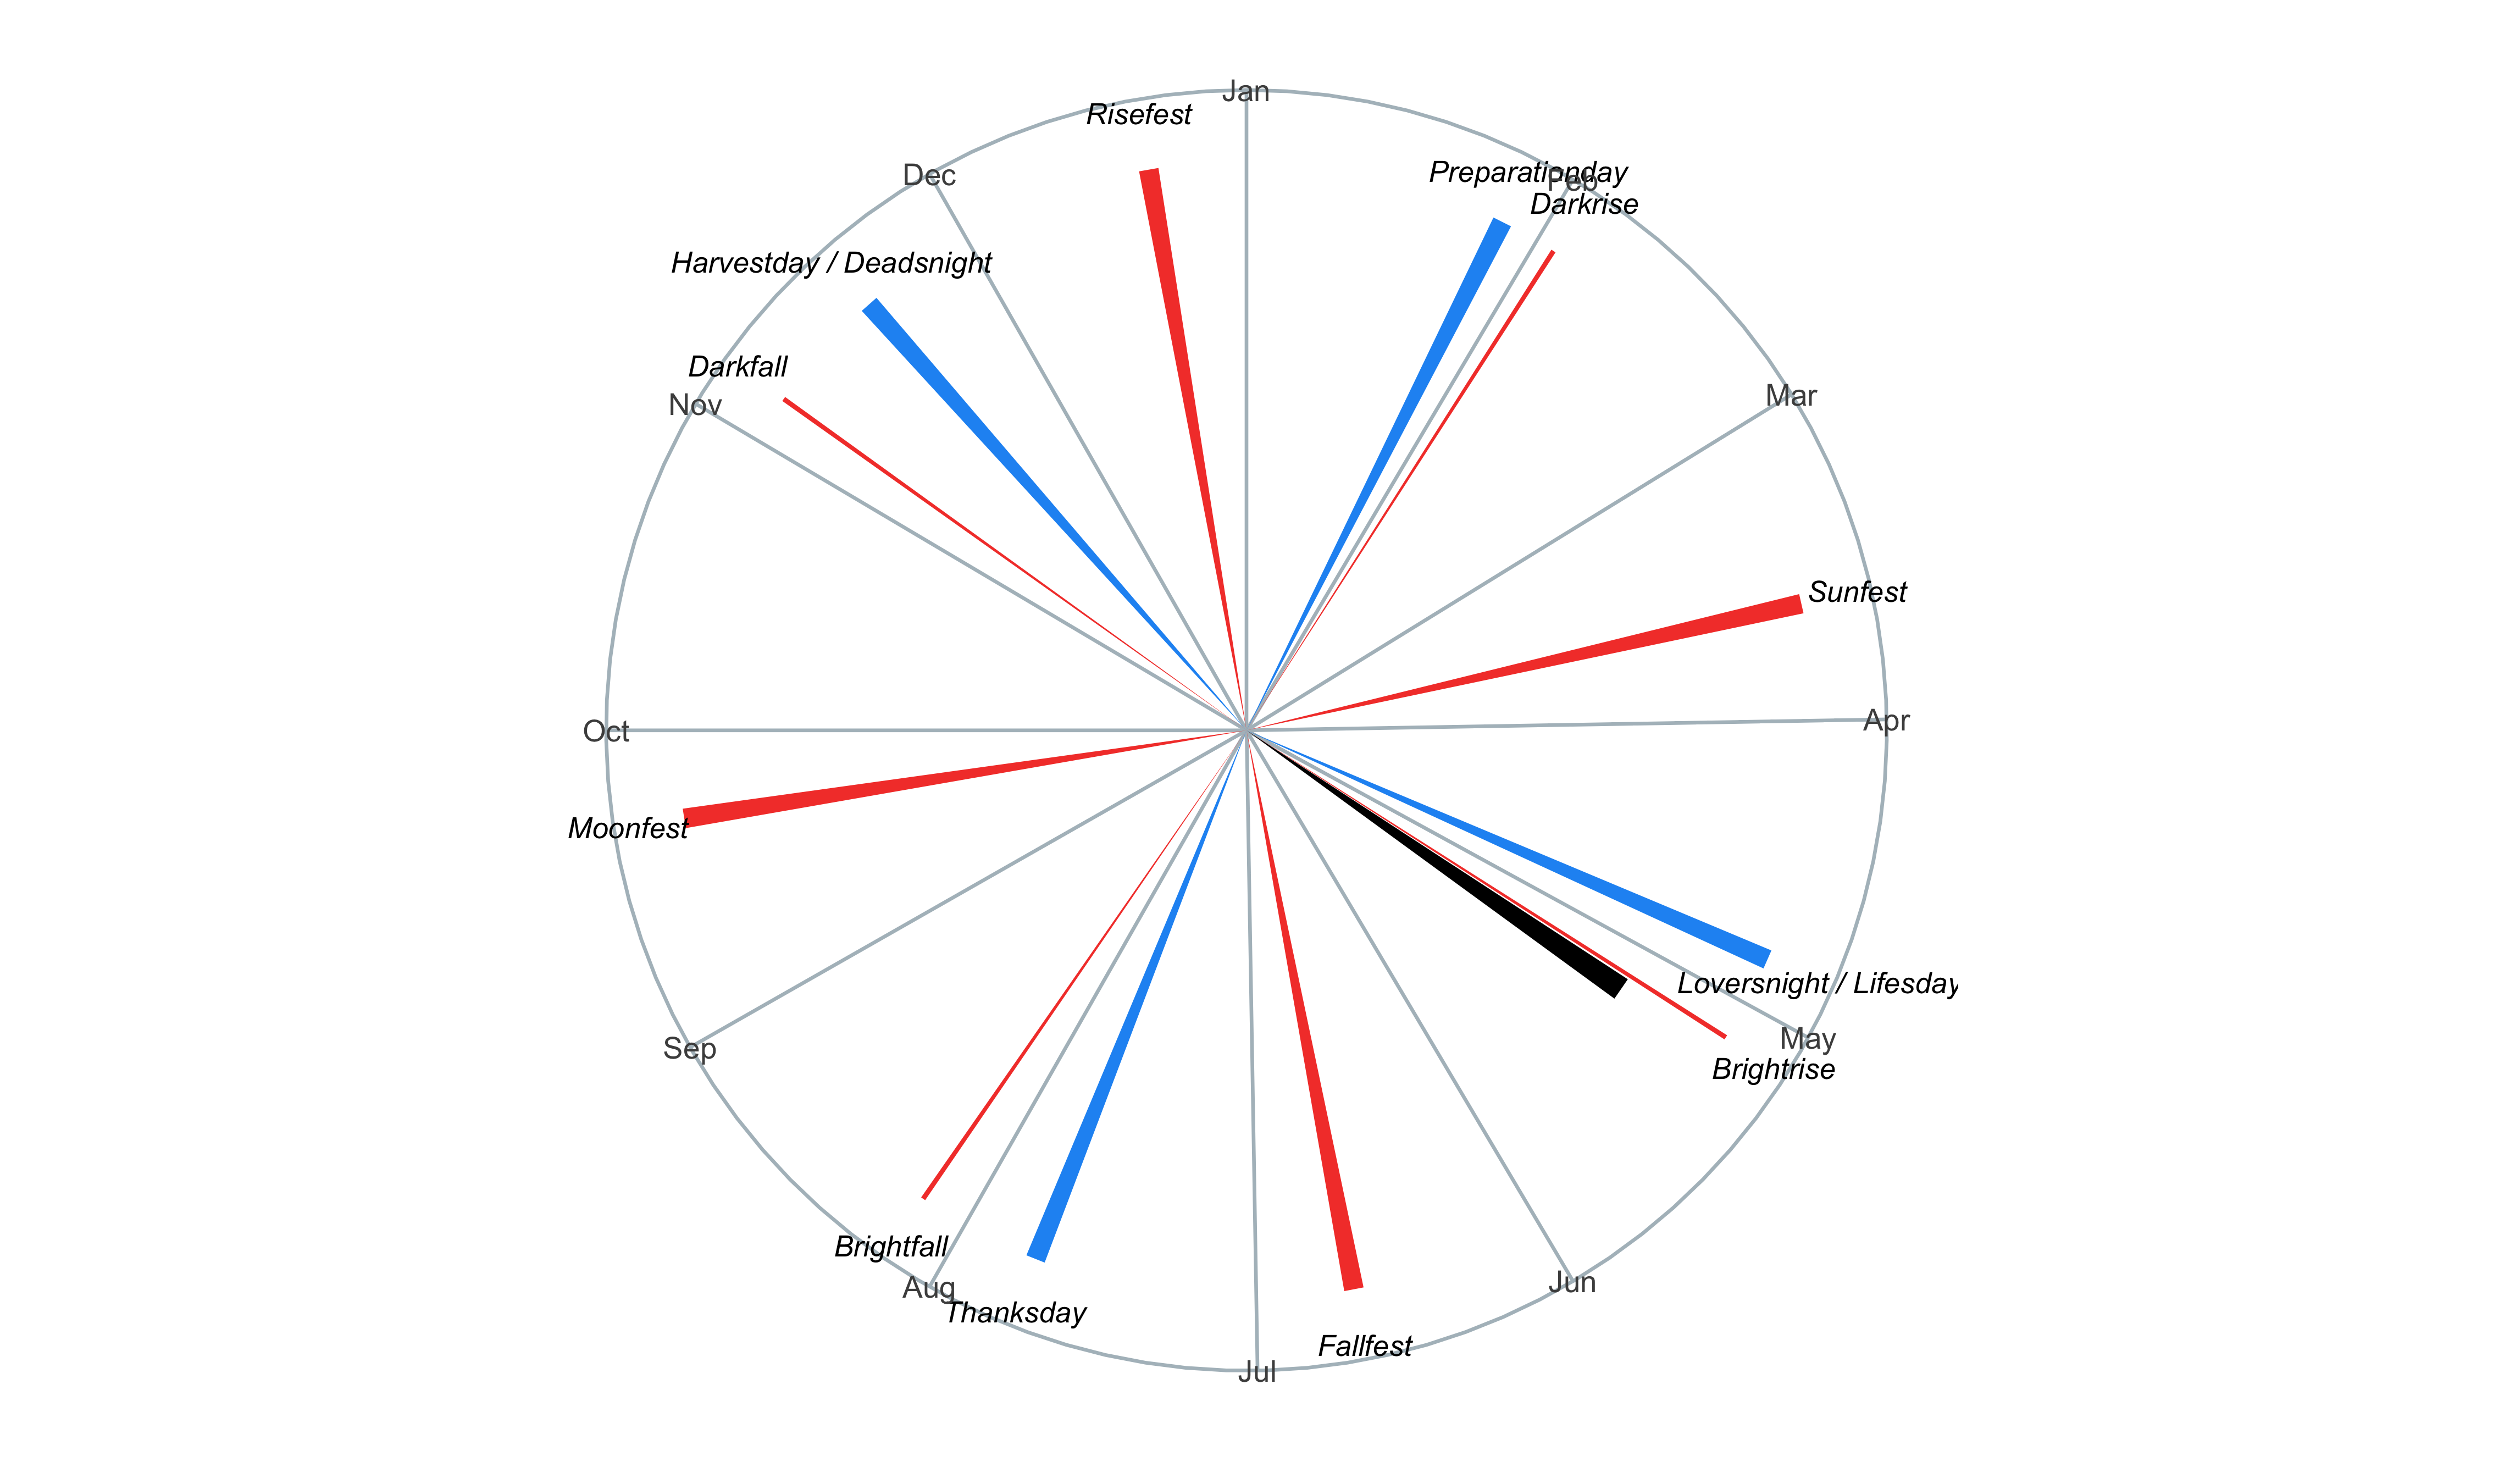 Jan
Risefest
Preparationday
Dec
Feb
Darkrise
Harvestday / Deadsnight
Darkfall
Mar
Nov
Sunfest
Apr
Oct
Moonfest
Loversnight / Lifesday
May
Sep
Brightrise
Brightfall
Jun
Aug
Thanksday
Fallfest
Jul